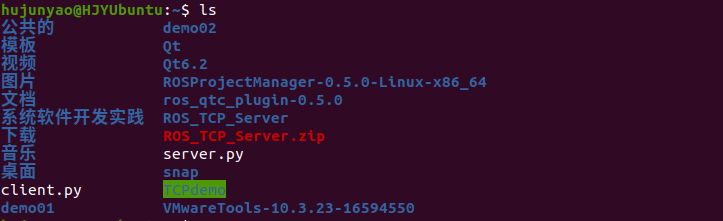 hujunyao@HJYUbuntu:~$ ls
公共的 demo02
模板 Qt
视频 Qt6.2
图片 ROSProjectManager-0.5.0-Linux-x86_64
文档 ros_qtc_plugin-0.5.0
系统软件开发实践 ROS_TCP_Server
下载 ROS_TCP_Server.zip
音乐 server.py
桌面 snap
client.py TCPdemo
demo01 VMwareTools-10.3.23-16594550